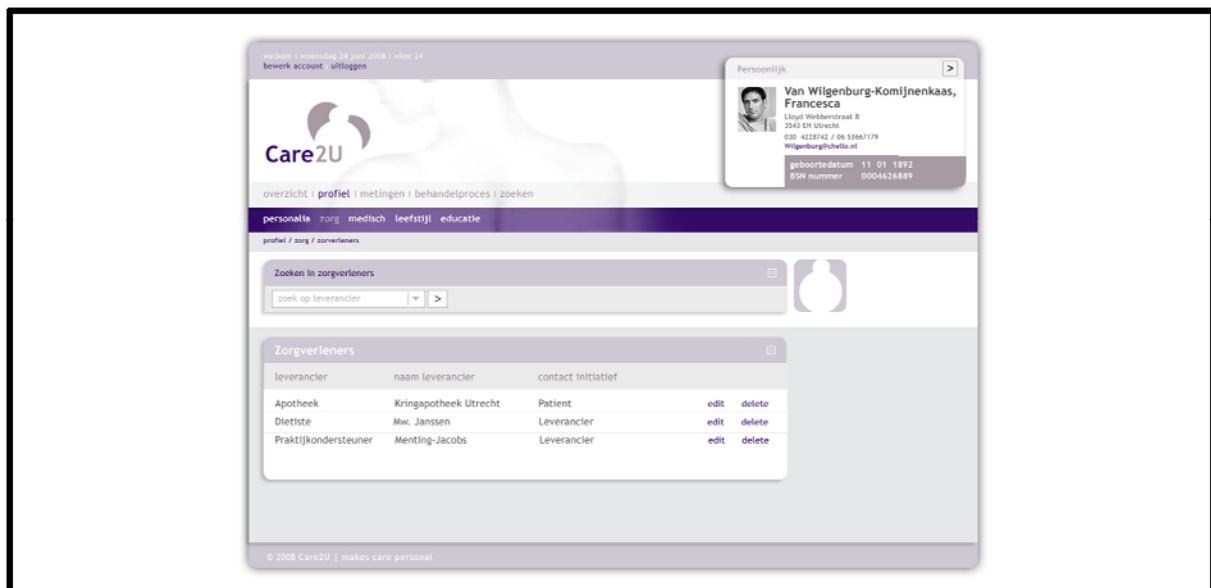 welkom | woensdag 24 juni 2008 | wknr 24
bewerk account uitloggen
Persoonlijk >
Van Wilgenburg-Komijnenkaas,
Francesca
Lloyd Webberstraat 8
3543 EH Utrecht
030 4228742 / 06 53667179
Wilgenburg@chello.nl
geboortedatum 11 01 1892
BSN nummer 0004626889
Care2U
overzicht | profiel | metingen | behandelproces | zoeken
personalia zorg medisch leefstijl educatie
profiel / zorg / zorverleners
Zoeken in zorgverleners
zoek op leverancier >
Zorgverleners
leverancier naam leverancier contact initiatief
Apotheek Kringapotheek Utrecht Patient edit delete
Dietiste Mw. Janssen Leverancier edit delete
Praktijkondersteuner Menting-Jacobs Leverancier edit delete
© 2008 Care2U | makes care personal